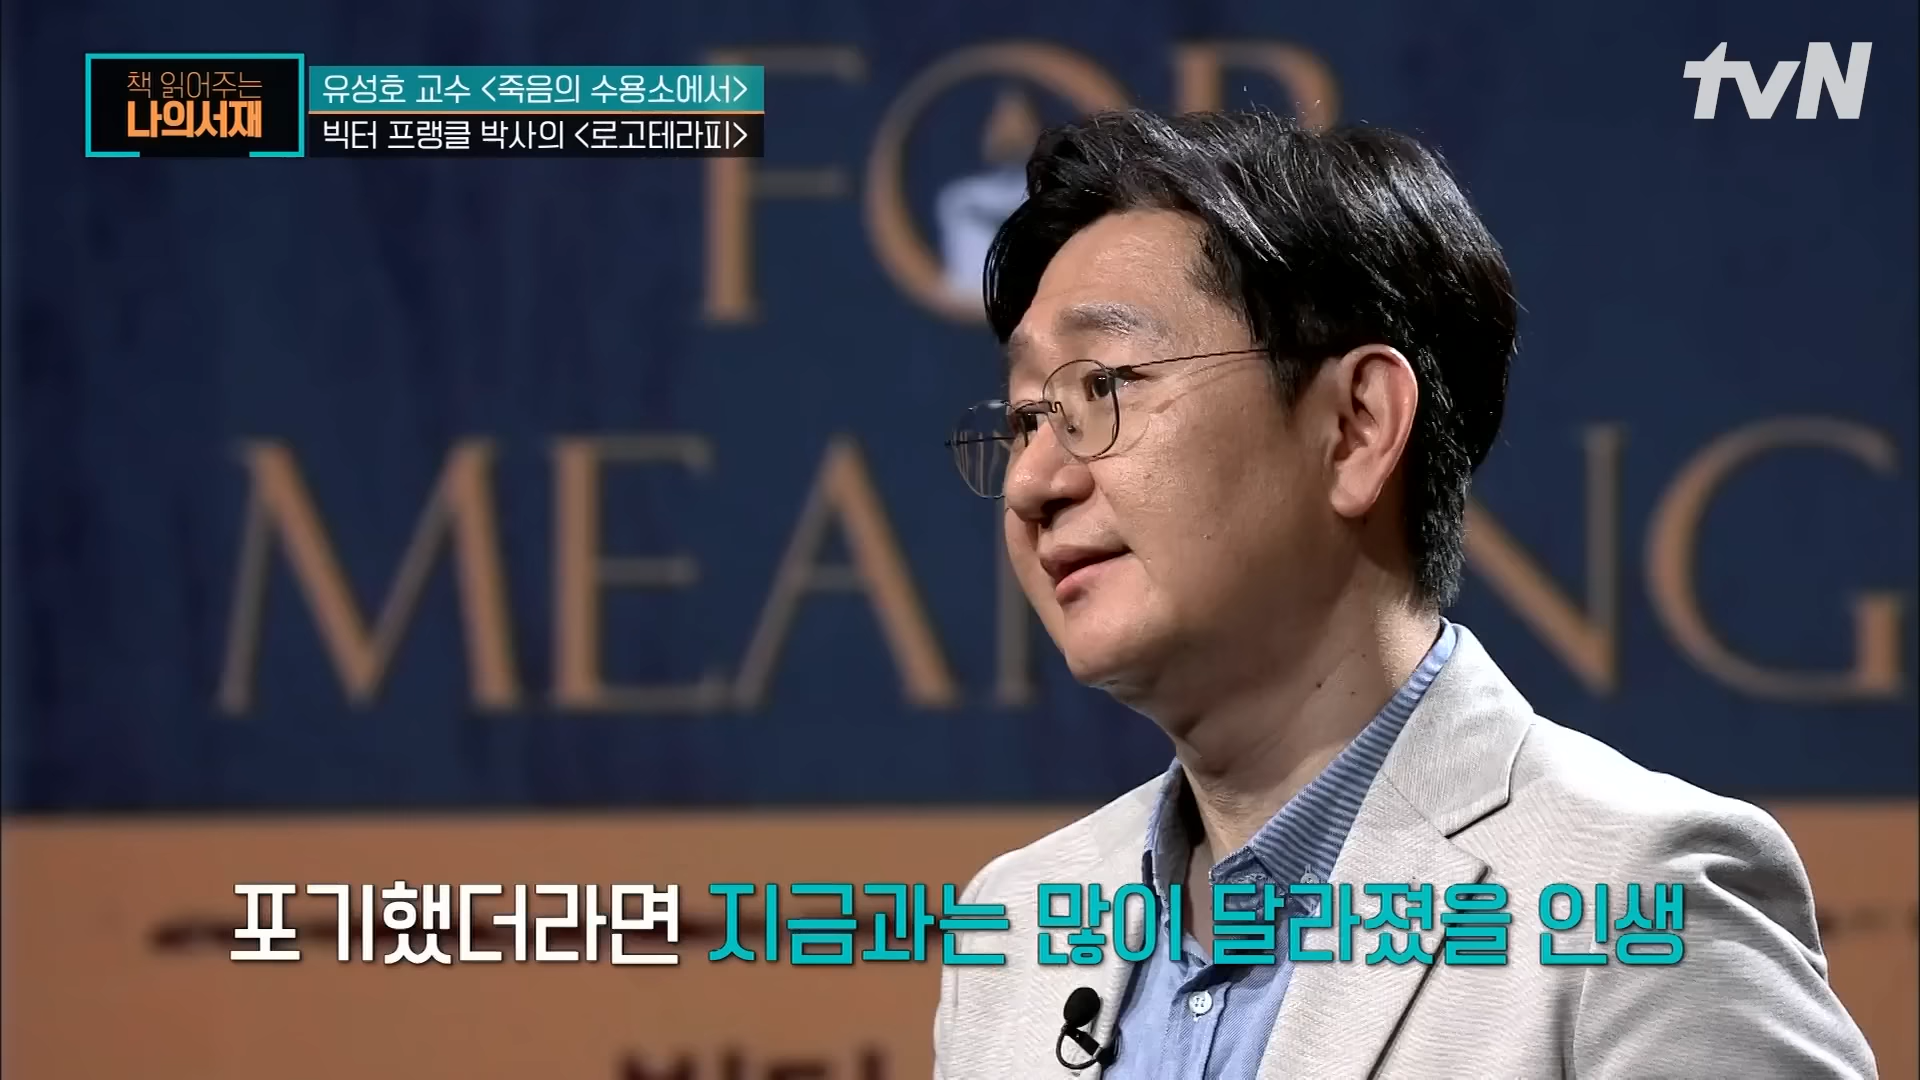 책 읽어주는
나의서재
유성호 교수 <죽음의 수용소에서>
빅터 프랭클 박사의 <로고테라피>
tvN
FOR
MEANING
포기했더라면 지금과는 많이 달라졌을 인생